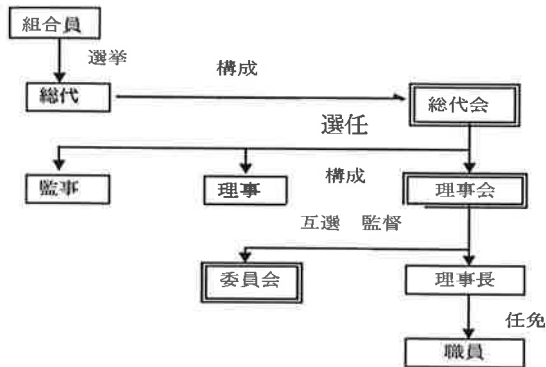 組合員
選挙
構成
総代
総代会
選任
監事
理事
構成
理事会
互選 監督
委員会
理事長
任免
職員